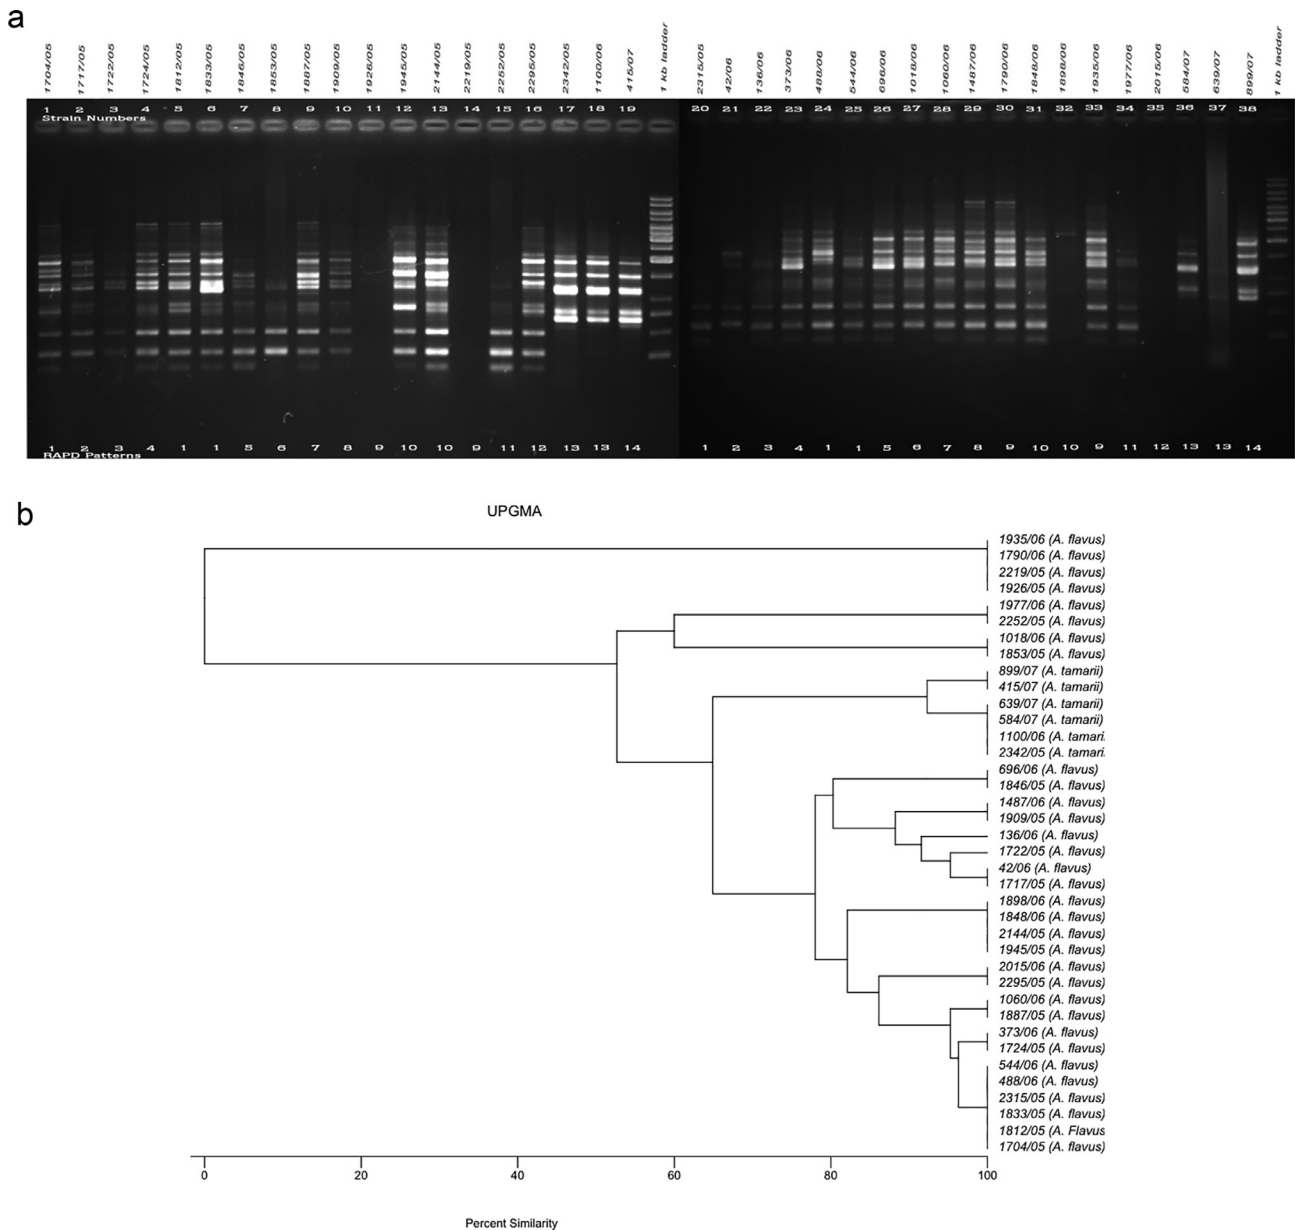 a
1704/05 1717/05 1722/05 1724/05 1812/05 1833/05 1846/05 1853/05 1887/05 1909/05 1926/05 1945/05 2144/05 2219/05 2252/05 2295/05 2342/05 1100/06 415/07 1 kb ladder 2315/05 42/06 136/06 373/06 488/06 544/06 696/06 1018/06 1060/06 1487/06 1790/06 1848/06 1898/06 1935/06 1977/06 2015/06 584/07 639/07 899/07 1 kb ladder
1 2 3 4 5 6 7 8 9 10 11 12 13 14 15 16 17 18 19 20 21 22 23 24 25 26 27 28 29 30 31 32 33 34 35 36 37 38
Strain Numbers
1 2 3 4 1 1 5 6 7 8 9 10 10 9 11 12 13 13 14 1 2 3 4 1 1 5 6 7 8 9 10 10 9 11 12 13 13 14
RAPD Patterns
b
UPGMA
1935/06 (A. flavus)
1790/06 (A. flavus)
2219/05 (A. flavus)
1926/05 (A. flavus)
1977/06 (A. flavus)
2252/05 (A. flavus)
1018/06 (A. flavus)
1853/05 (A. flavus)
899/07 (A. tamarii)
415/07 (A. tamarii)
639/07 (A. tamarii)
584/07 (A. tamarii)
1100/06 (A. tamari
2342/05 (A. tamari
696/06 (A. flavus)
1846/05 (A. flavus)
1487/06 (A. flavus)
1909/05 (A. flavus)
136/06 (A. flavus)
1722/05 (A. flavus)
42/06 (A. flavus)
1717/05 (A. flavus)
1898/06 (A. flavus)
1848/06 (A. flavus)
2144/05 (A. flavus)
1945/05 (A. flavus)
2015/06 (A. flavus)
2295/05 (A. flavus)
1060/06 (A. flavus)
1887/05 (A. flavus)
373/06 (A. flavus)
1724/05 (A. flavus)
544/06 (A. flavus)
488/06 (A. flavus)
2315/05 (A. flavus)
1833/05 (A. flavus)
1812/05 (A. Flavus
1704/05 (A. flavus)
0 20 40 60 80 100
Percent Similarity